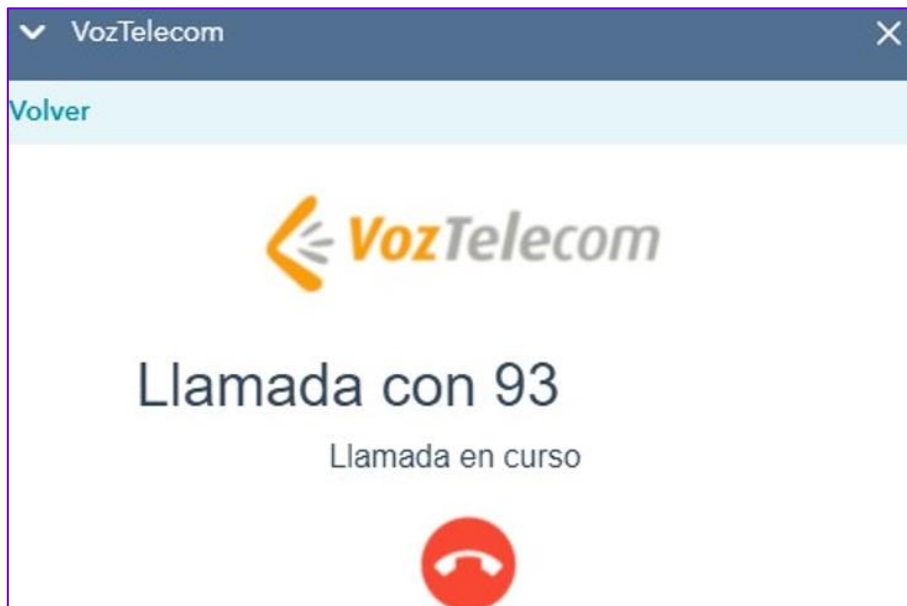 VozTelecom
Volver
VozTelecom
Llamada con 93
Llamada en curso